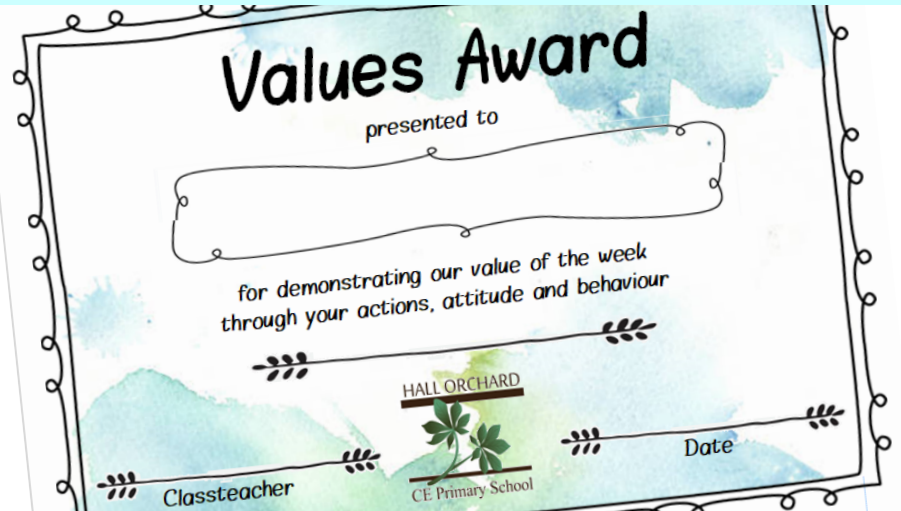 Values Award
presented to
for demonstrating our value of the week
through your actions, attitude and behaviour
HALL ORCHARD
CE Primary School
Classteacher
Date